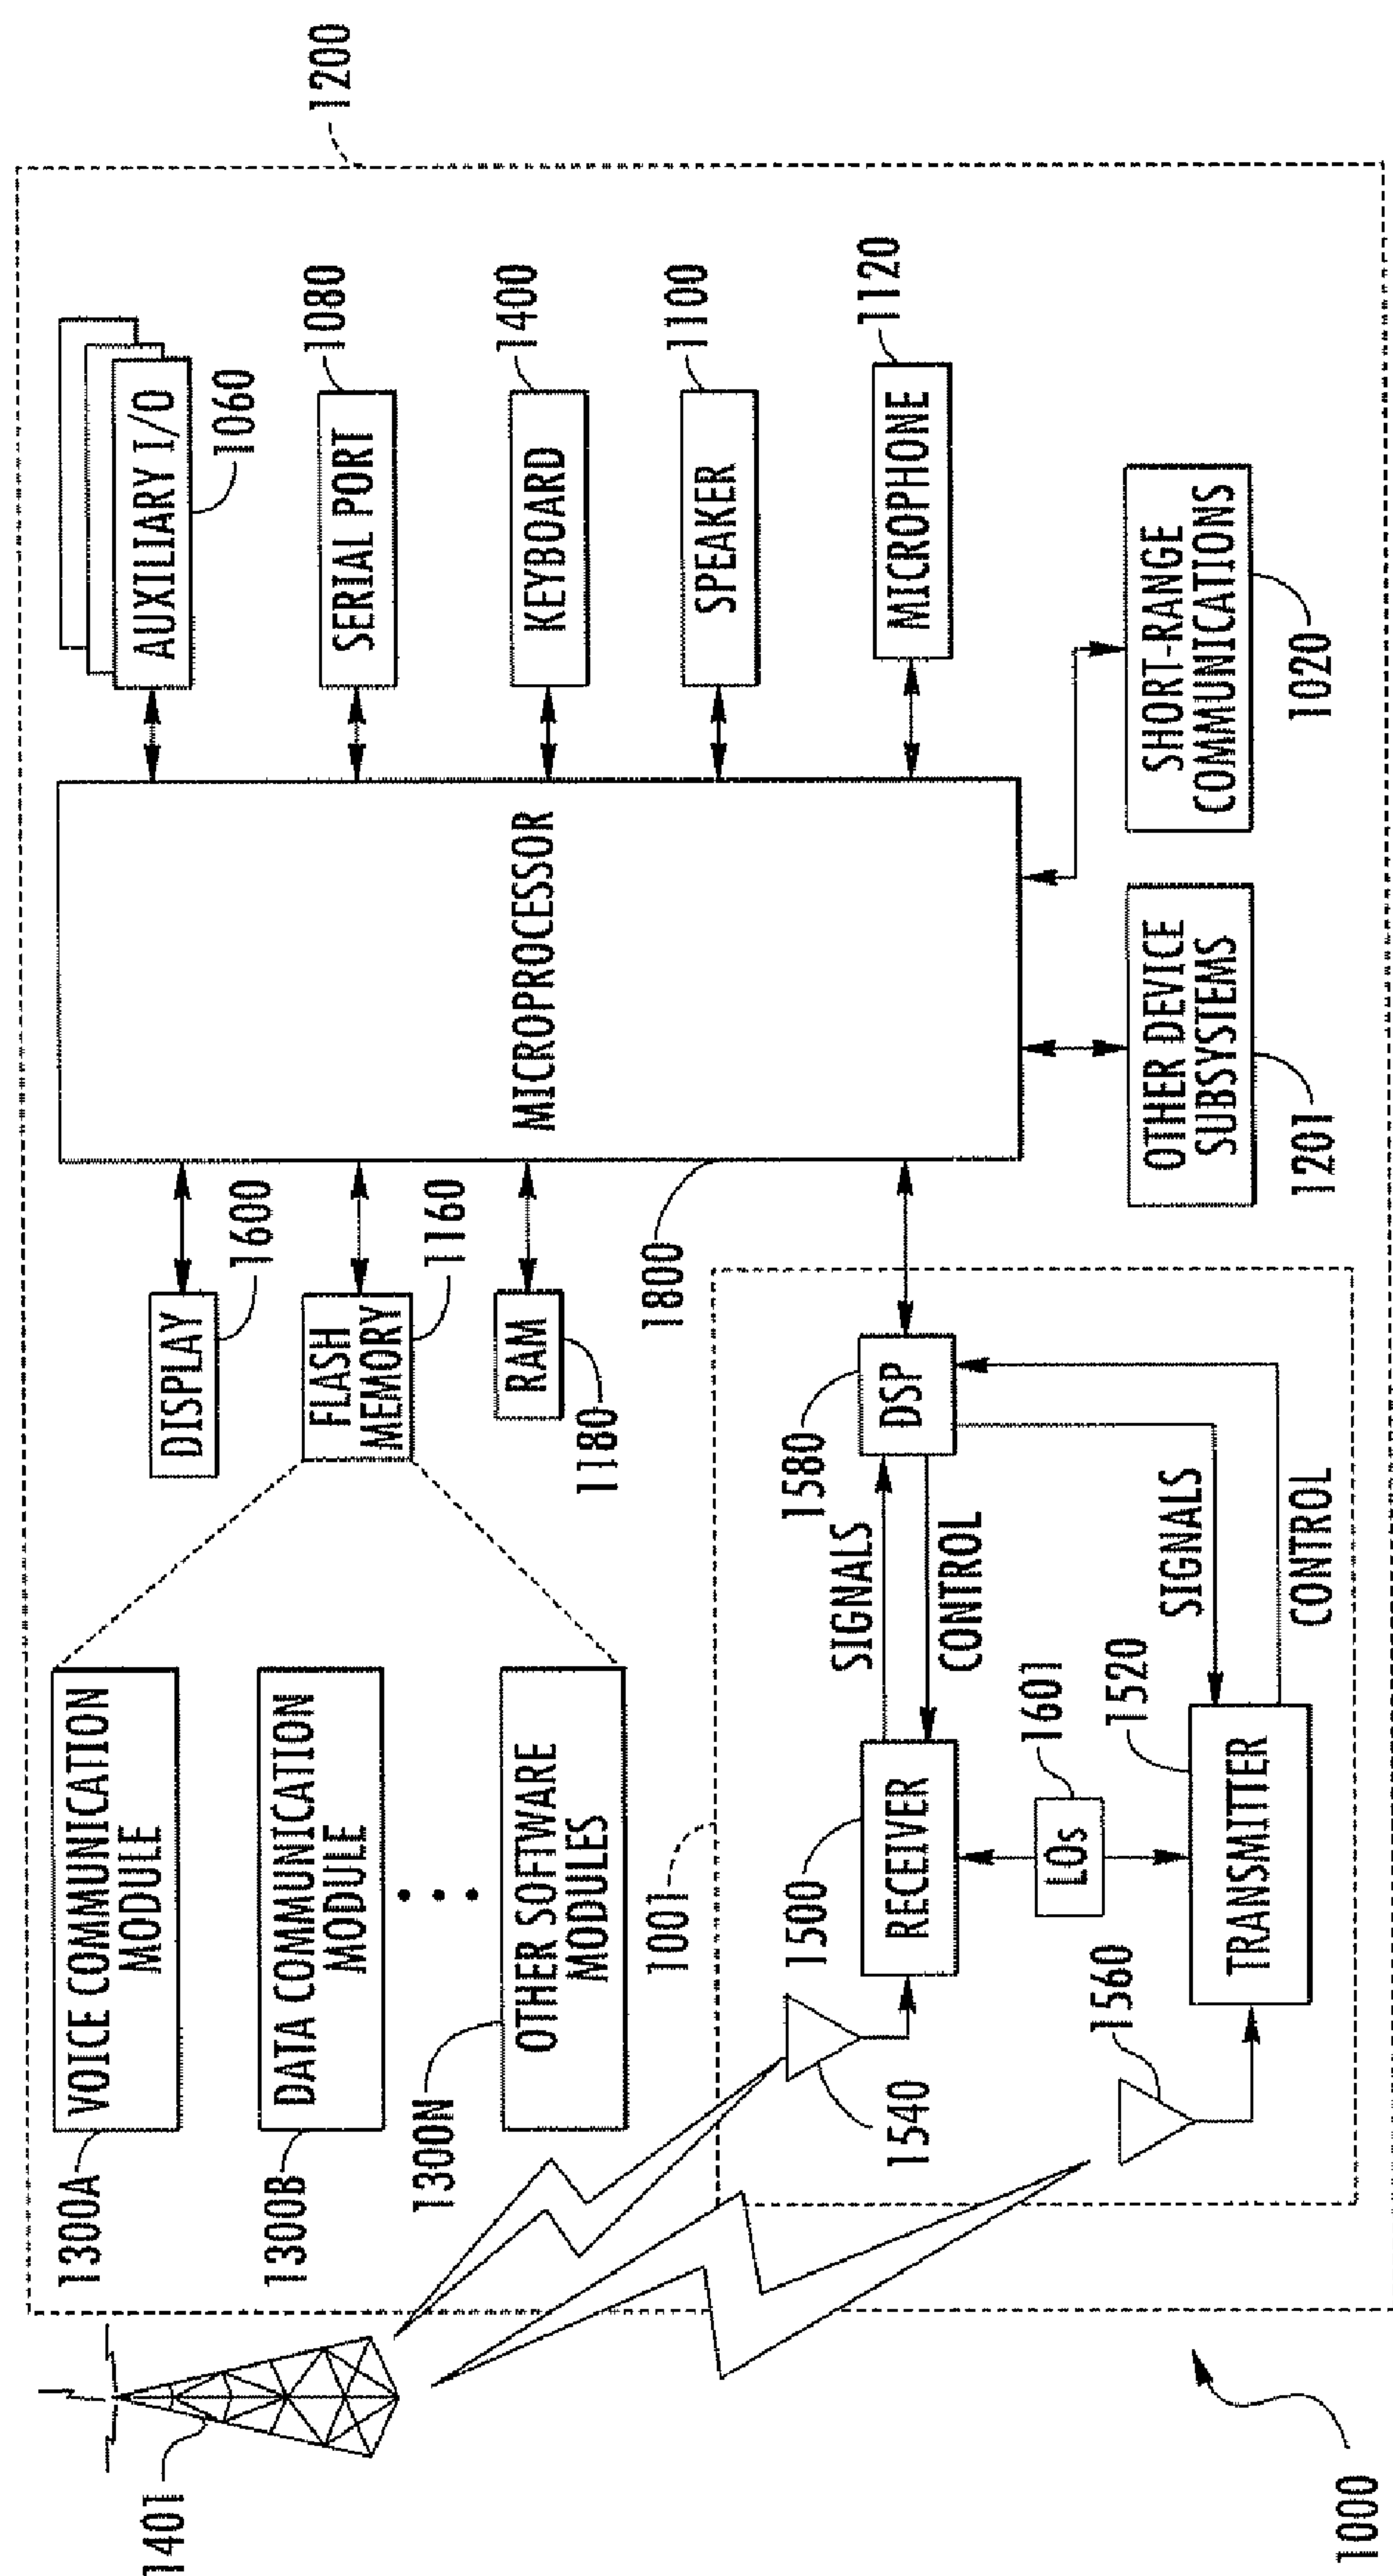 1401
1300A
VOICE COMMUNICATION
MODULE
1300B
DATA COMMUNICATION
MODULE
1300N
OTHER SOFTWARE
MODULES
DISPLAY
1600
FLASH
MEMORY
1160
RAM
1180
MICROPROCESSOR
1800
AUXILIARY I/O
1060
SERIAL PORT
1080
KEYBOARD
1400
SPEAKER
1100
MICROPHONE
1120
1200
1001
1540
1500
RECEIVER
SIGNALS
CONTROL
1580
DSP
LOs
1601
1560
1520
TRANSMITTER
SIGNALS
CONTROL
OTHER DEVICE
SUBSYSTEMS
1201
SHORT-RANGE
COMMUNICATIONS
1020
1000